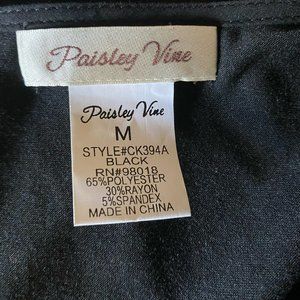 Paisley Vine
Paisley Vine
M
STYLE#CK394A
BLACK
RN#98018
65%POLYESTER
30%RAYON
5%SPANDEX
MADE IN CHINA